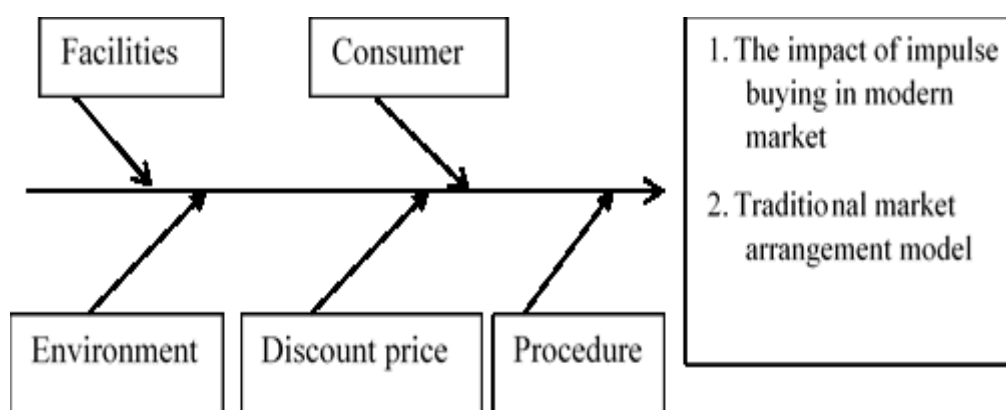 Facilities
Consumer
1. The impact of impulse
buying in modern
market
2. Traditional market
arrangement model
Environment
Discount price
Procedure